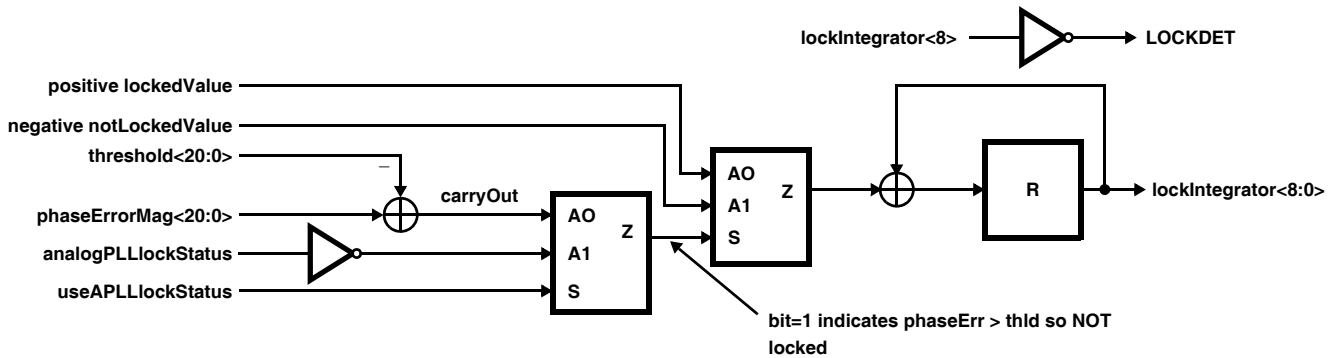 lockIntegrator<8>
LOCKDET
positive lockedValue
negative notLockedValue
threshold<20:0>
–
carryOut
phaseErrorMag<20:0>
analogPLLlockStatus
useAPLLlockStatus
AO
A1
S
Z
AO
A1
S
Z
R
lockIntegrator<8:0>
bit=1 indicates phaseErr > thld so NOT
locked